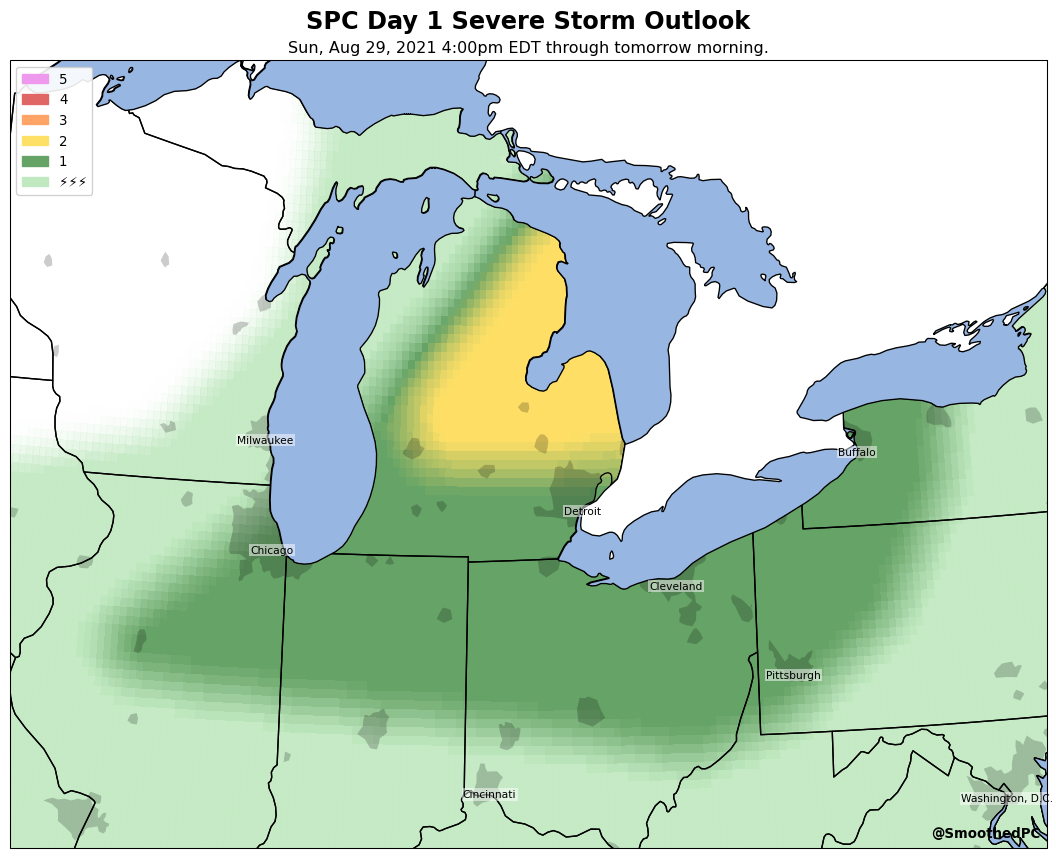 SPC Day 1 Severe Storm Outlook
Sun, Aug 29, 2021 4:00pm EDT through tomorrow morning.
5
4
3
2
1
⚡⚡⚡
Milwaukee
Buffalo
Detroit
Chicago
Cleveland
Pittsburgh
Cincinnati
Washington, D.C.
@SmoothedPC